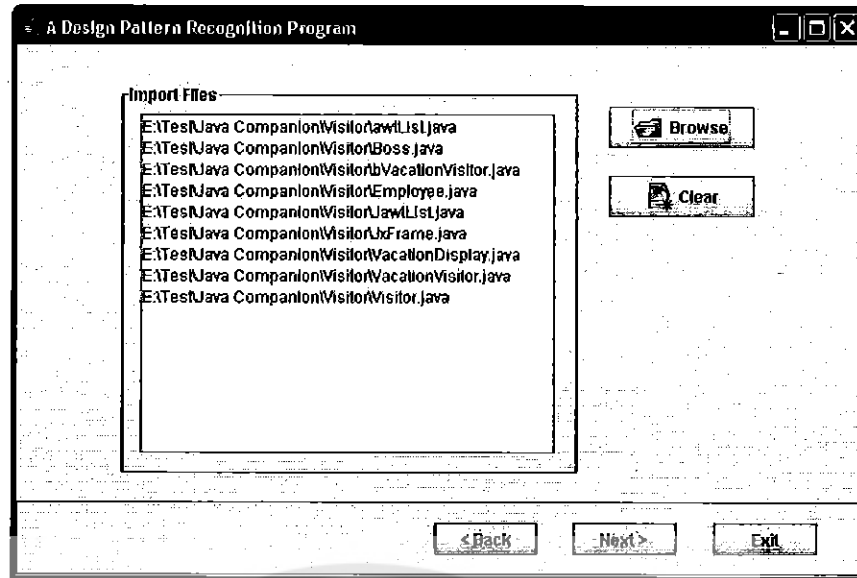 A Design Pattern Recognition Program
Import Files
E:\Test\Java Companion\Visitor\awtList.java
E:\Test\Java Companion\Visitor\Boss.java
E:\Test\Java Companion\Visitor\bVacationVisitor.java
E:\Test\Java Companion\Visitor\Employee.java
E:\Test\Java Companion\Visitor\JawtList.java
E:\Test\Java Companion\Visitor\JxFrame.java
E:\Test\Java Companion\Visitor\VacationDisplay.java
E:\Test\Java Companion\Visitor\VacationVisitor.java
E:\Test\Java Companion\Visitor\Visitor.java
Browse
Clear
< Back
Next >
Exit